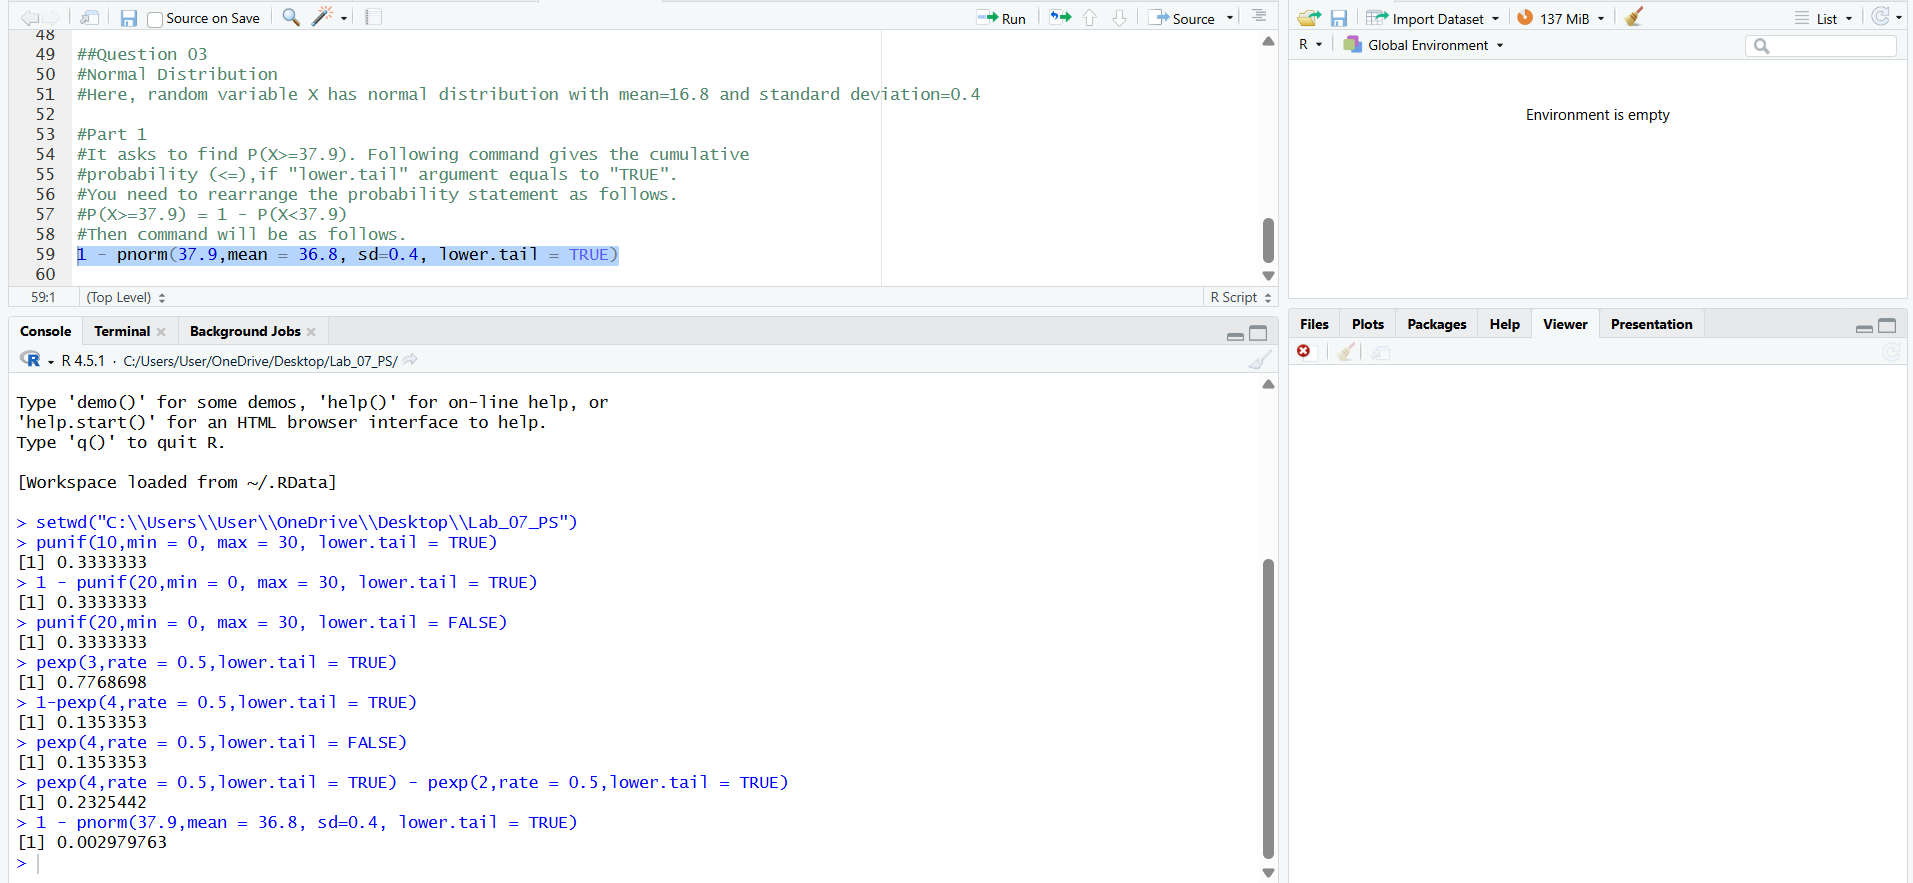 Source on Save
Run
Source
48
49 ##Question 03
50 #Normal Distribution
51 #Here, random variable X has normal distribution with mean=16.8 and standard deviation=0.4
52
53 #Part 1
54 #It asks to find P(X>=37.9). Following command gives the cumulative
55 #probability (<=),if "lower.tail" argument equals to "TRUE".
56 #You need to rearrange the probability statement as follows.
57 #P(X>=37.9) = 1 - P(X<37.9)
58 #Then command will be as follows.
59 1 - pnorm(37.9,mean = 36.8, sd=0.4, lower.tail = TRUE)
60
59:1 (Top Level) R Script
Console Terminal Background Jobs
R R 4.5.1 · C:/Users/User/OneDrive/Desktop/Lab_07_PS/
Type 'demo()' for some demos, 'help()' for on-line help, or
'help.start()' for an HTML browser interface to help.
Type 'q()' to quit R.
[Workspace loaded from ~/.RData]
> setwd("C:\\Users\\User\\OneDrive\\Desktop\\Lab_07_PS")
> punif(10,min = 0, max = 30, lower.tail = TRUE)
[1] 0.3333333
> 1 - punif(20,min = 0, max = 30, lower.tail = TRUE)
[1] 0.3333333
> punif(20,min = 0, max = 30, lower.tail = FALSE)
[1] 0.3333333
> pexp(3,rate = 0.5,lower.tail = TRUE)
[1] 0.7768698
> 1-pexp(4,rate = 0.5,lower.tail = TRUE)
[1] 0.1353353
> pexp(4,rate = 0.5,lower.tail = FALSE)
[1] 0.1353353
> pexp(4,rate = 0.5,lower.tail = TRUE) - pexp(2,rate = 0.5,lower.tail = TRUE)
[1] 0.2325442
> 1 - pnorm(37.9,mean = 36.8, sd=0.4, lower.tail = TRUE)
[1] 0.002979763
>
Import Dataset 137 MiB List
R Global Environment
Environment is empty
Files Plots Packages Help Viewer Presentation